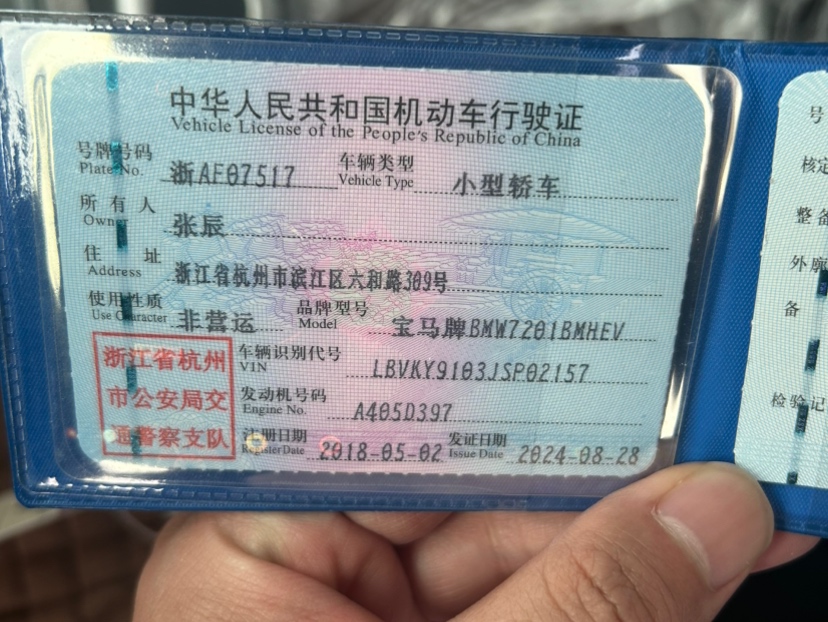 中华人民共和国机动车行驶证
Vehicle License of the People's Republic of China
号牌号码 浙AF07517 车辆类型 小型轿车
Plate No. Vehicle Type
所有人 张辰
Owner
住址 浙江省杭州市滨江区六和路309号
Address
使用性质 非营运 品牌型号 宝马牌BMW7201BMHEV
Use Character Model
浙江省杭州
市公安局交
通警察支队
车辆识别代号 LBVKY9103JSP02157
VIN
发动机号码 A405D397
Engine No.
注册日期 2018-05-02 发证日期 2024-08-28
Register Date Issue Date
号
核定
整备
外廓
备
检验记